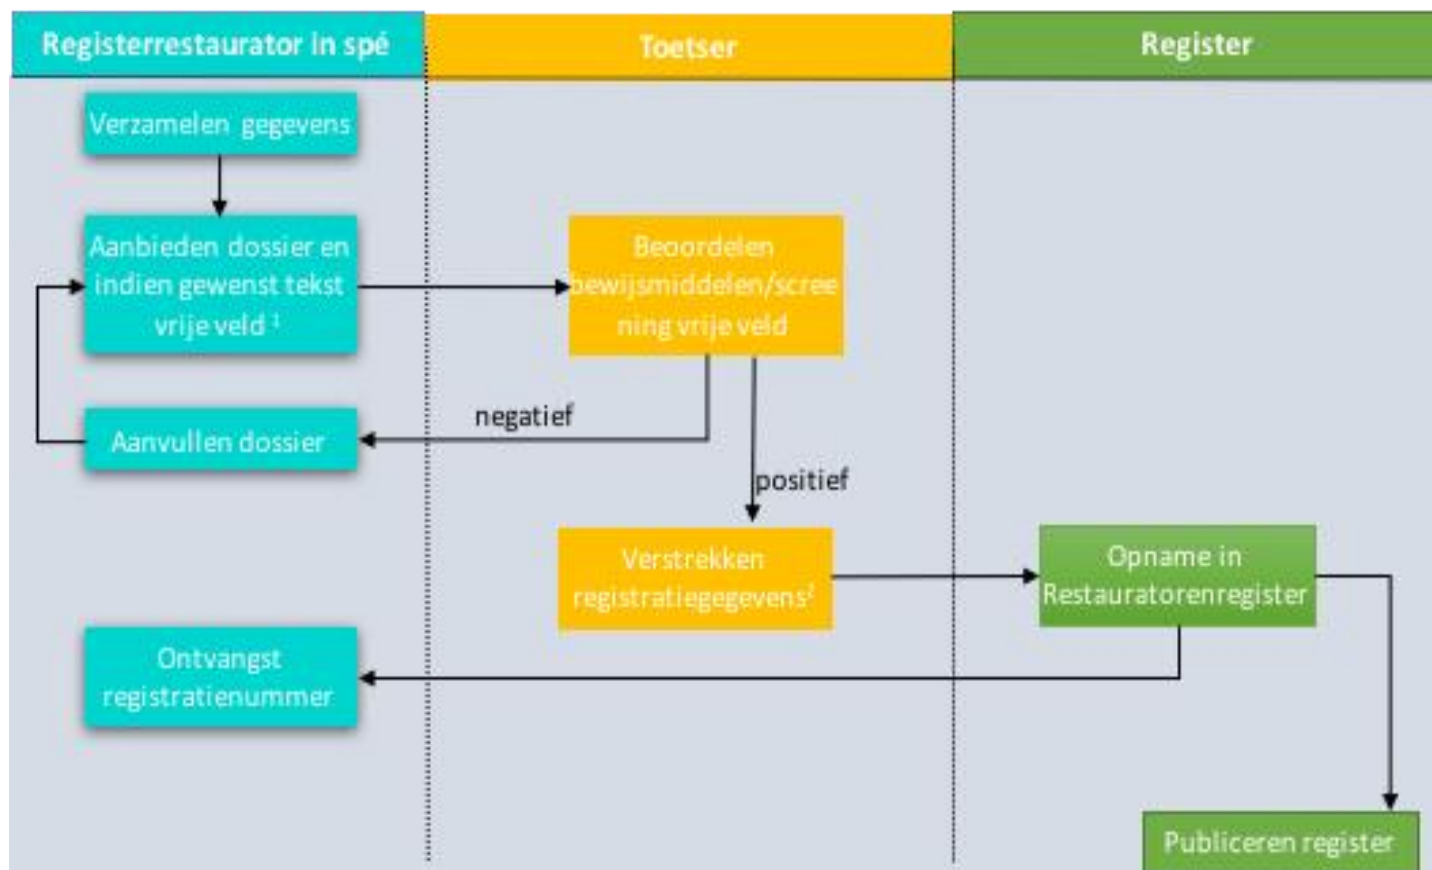 Registerrestaurator in spé
Toetser
Register
Verzamelen gegevens
Aanbieden dossier en
indien gewenst tekst
vrije veld ¹
Beoordelen
bewijsmiddelen/scree
ning vrije veld
negatief
Aanvullen dossier
positief
Verstrekken
registratiegegevens²
Opname in
Restauratorenregister
Ontvangst
registratienummer
Publiceren register